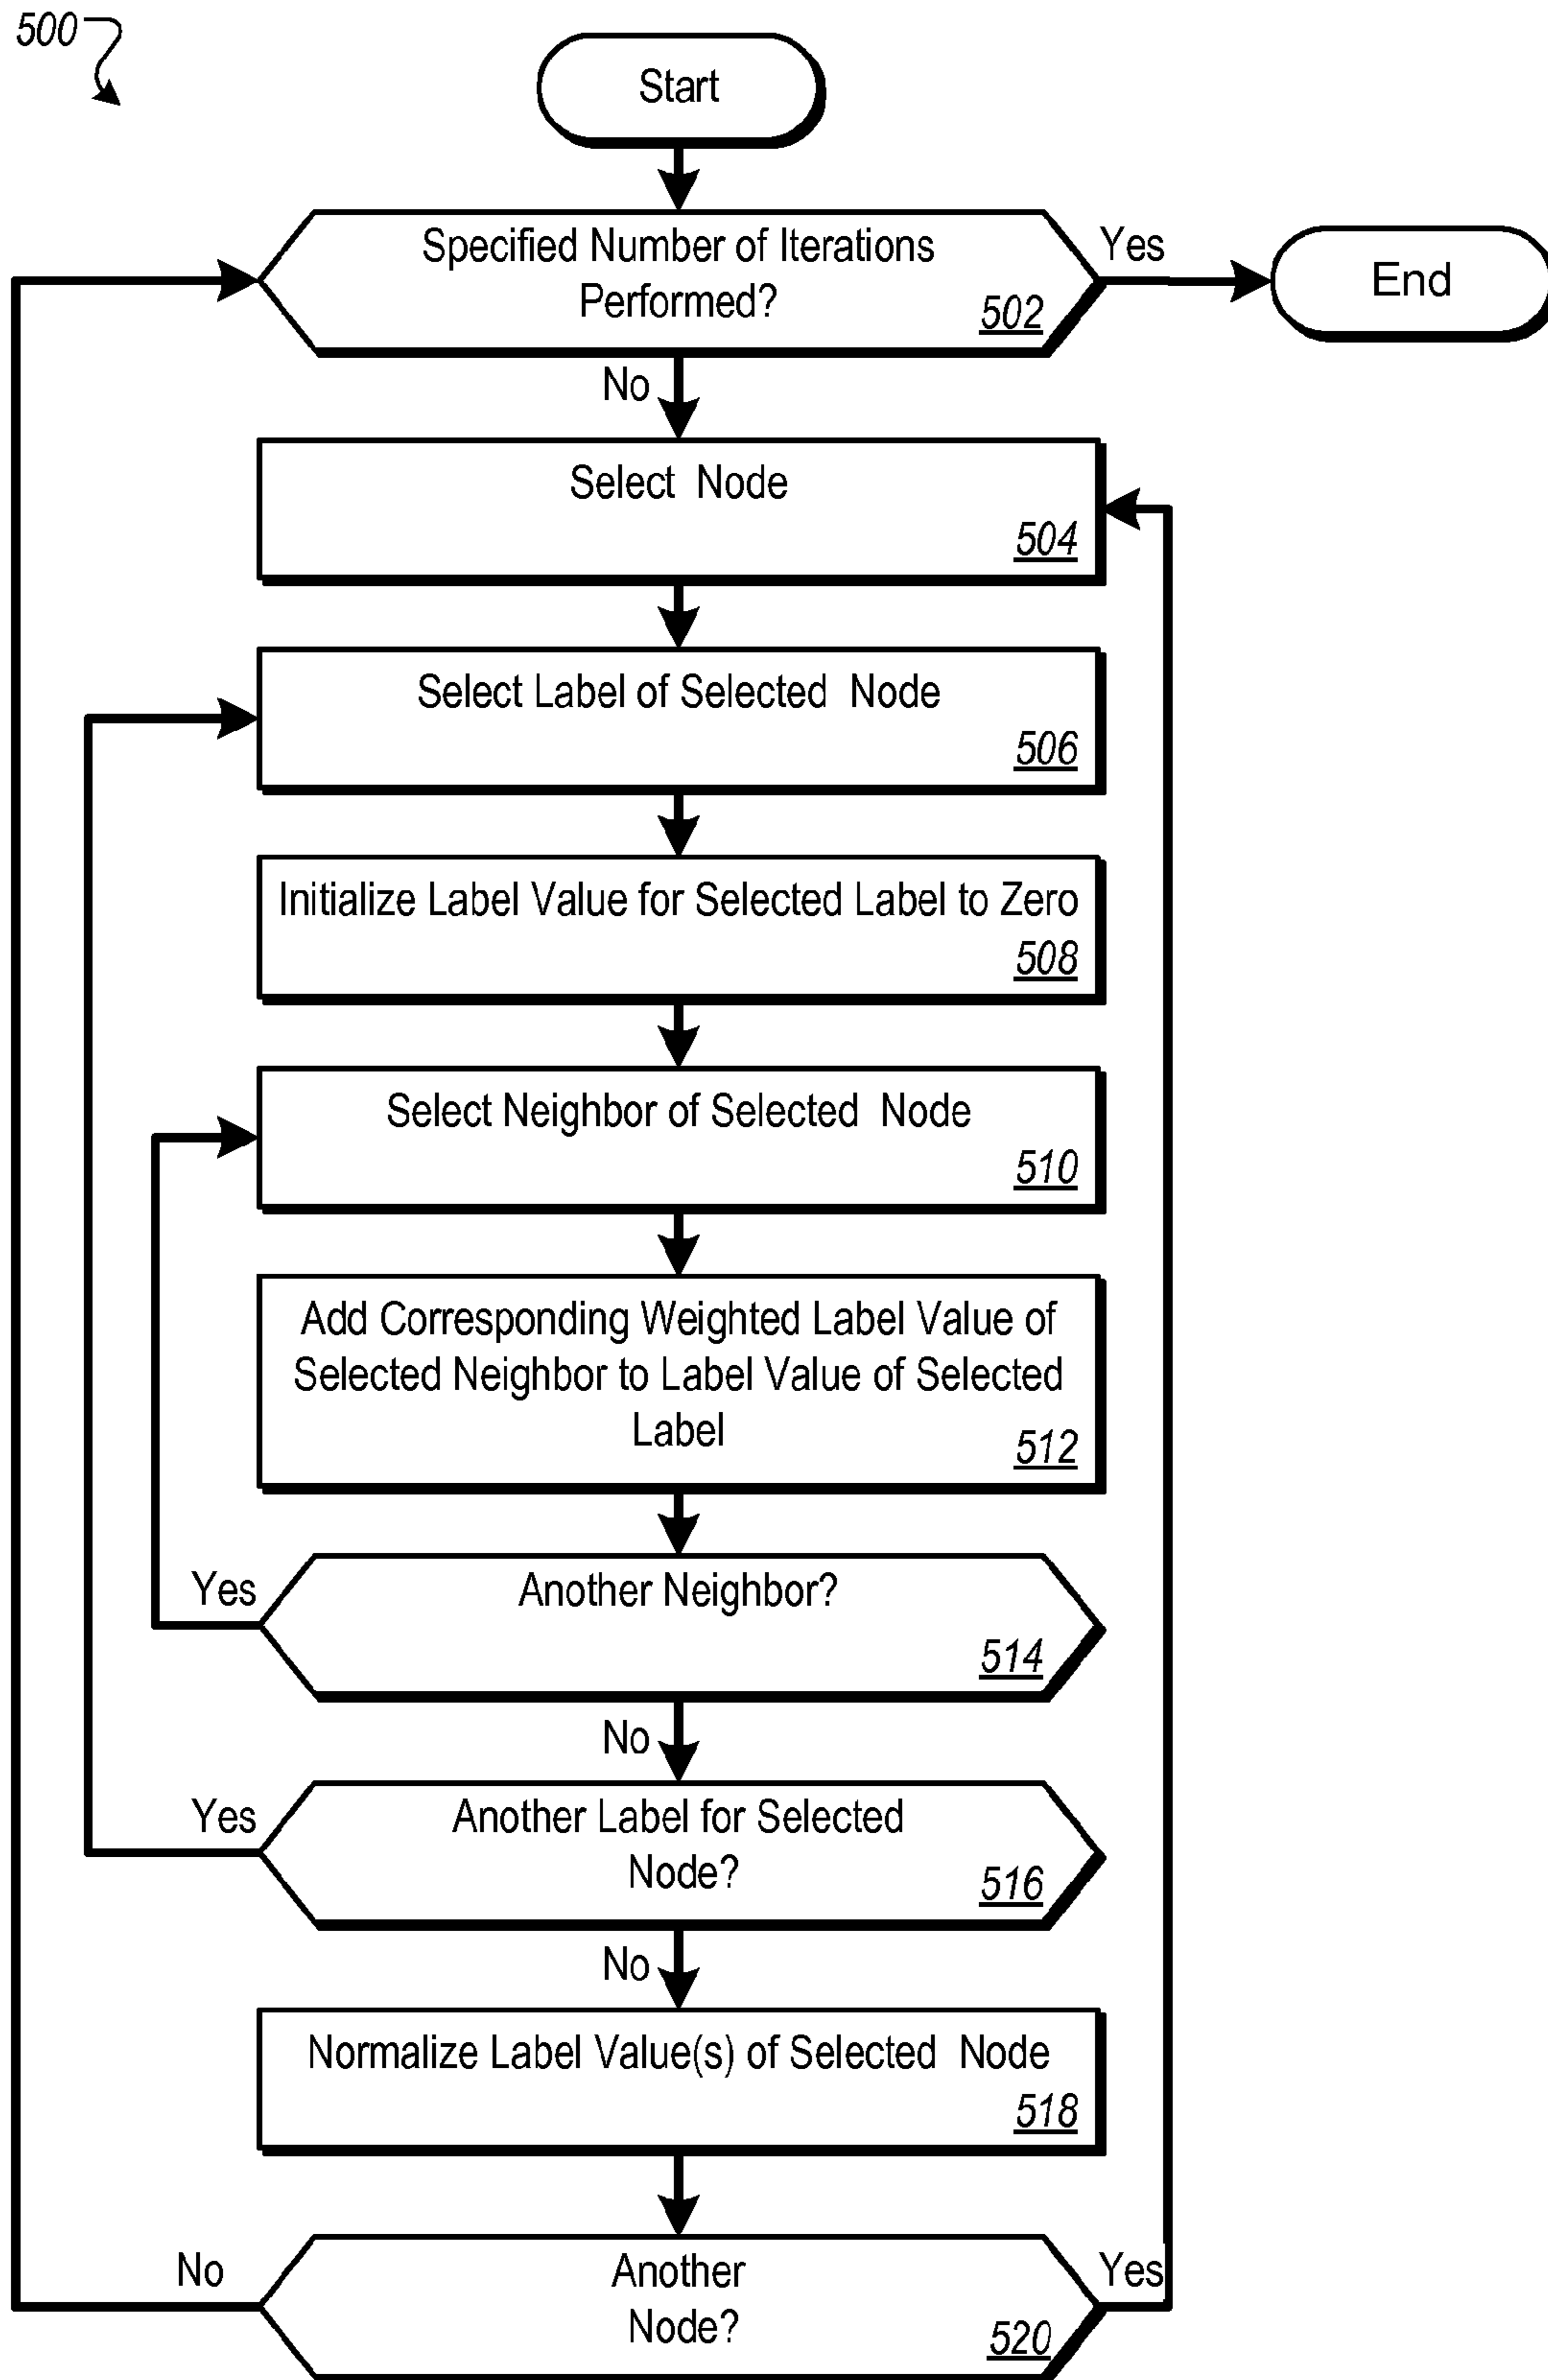 500
Start
Specified Number of Iterations
Performed?
502
Yes
End
No
Select Node
504
Select Label of Selected Node
506
Initialize Label Value for Selected Label to Zero
508
Select Neighbor of Selected Node
510
Add Corresponding Weighted Label Value of
Selected Neighbor to Label Value of Selected
Label
512
Yes
Another Neighbor?
514
No
Yes
Another Label for Selected
Node?
516
No
Normalize Label Value(s) of Selected Node
518
No
Another
Node?
520
Yes